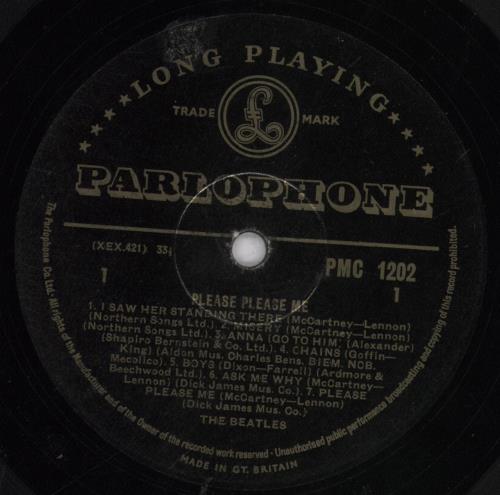 ★★★★★ LONG PLAYING ★★★★★
TRADE £ MARK
PARLOPHONE
(XEX.421) 33⅓
PMC 1202
1 1
PLEASE PLEASE ME
1. I SAW HER STANDING THERE (McCartney—Lennon)
(Northern Songs Ltd.) 2. MISERY (McCartney—Lennon)
(Northern Songs Ltd.) 3. ANNA (GO TO HIM) (Alexander)
(Shapiro Bernstein & Co. Ltd.) 4. CHAINS (Goffin—
King) (Aldon Mus. Charles Bens. BIEM. NCB.
Mecolico). 5. BOYS (Dixon—Farrell) (Ardmore &
Beechwood Ltd.) 6. ASK ME WHY (McCartney—
Lennon) (Dick James Mus. Co.) 7. PLEASE
PLEASE ME (McCartney—Lennon)
(Dick James Mus. Co.)
THE BEATLES
The Parlophone Co. Ltd. All rights of the Manufacturer and of the Owner of the recorded work reserved - Unauthorised public performance broadcasting and copying of this record prohibited.
MADE IN GT. BRITAIN